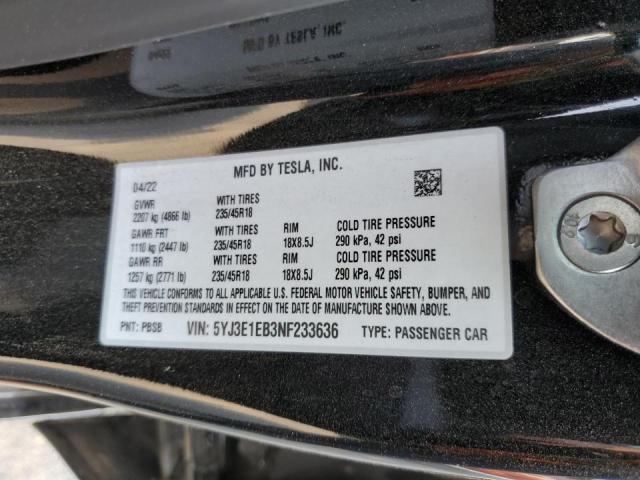 MFD BY TESLA, INC.
04/22
GVWR WITH TIRES
2207 kg (4866 lb) 235/45R18
GAWR FRT WITH TIRES RIM COLD TIRE PRESSURE
1110 kg (2447 lb) 235/45R18 18X8.5J 290 kPa, 42 psi
GAWR RR WITH TIRES RIM COLD TIRE PRESSURE
1257 kg (2771 lb) 235/45R18 18X8.5J 290 kPa, 42 psi
THIS VEHICLE CONFORMS TO ALL APPLICABLE U.S. FEDERAL MOTOR VEHICLE SAFETY, BUMPER, AND
THEFT PREVENTION STANDARDS IN EFFECT ON THE DATE OF MANUFACTURE SHOWN ABOVE.
PNT: PBSB VIN: 5YJ3E1EB3NF233636 TYPE: PASSENGER CAR